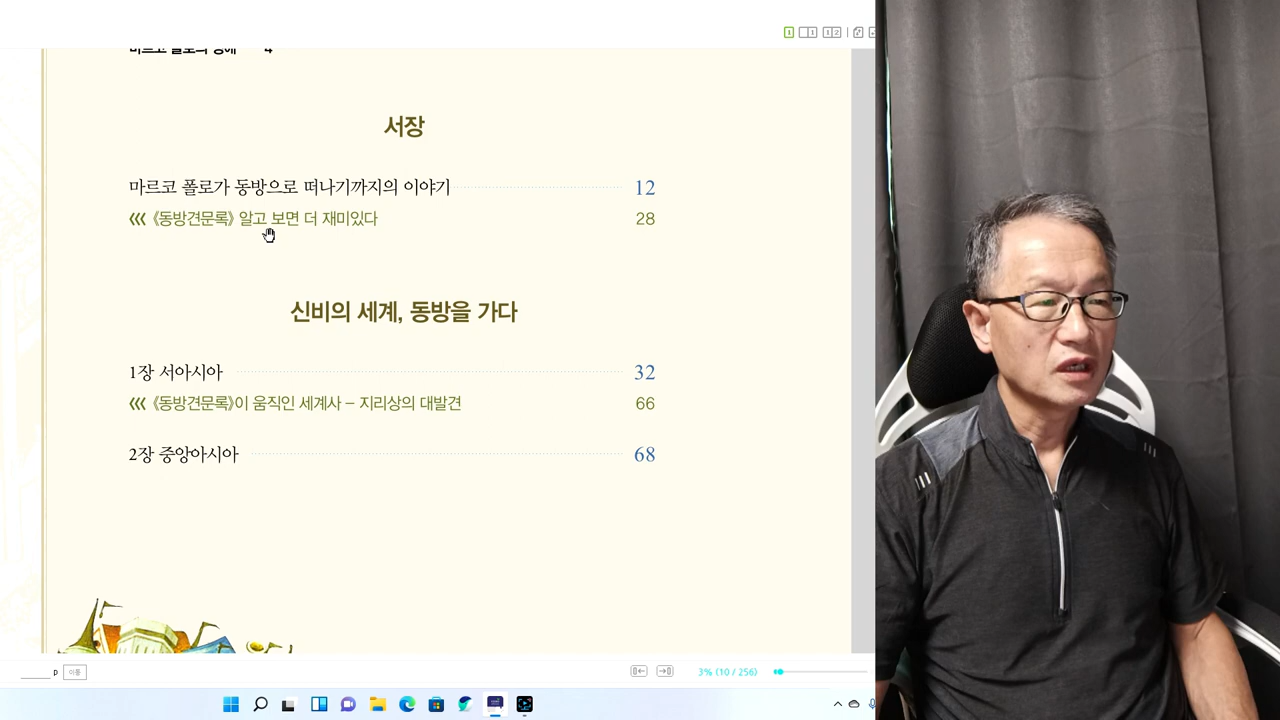 서장
마르코 폴로가 동방으로 떠나기까지의 이야기 12
《《《동방견문록》 알고 보면 더 재미있다 28
신비의 세계, 동방을 가다
1장 서아시아 32
《《《동방견문록》이 움직인 세계사 – 지리상의 대발견 66
2장 중앙아시아 68
p 이동
3% (10 / 256)